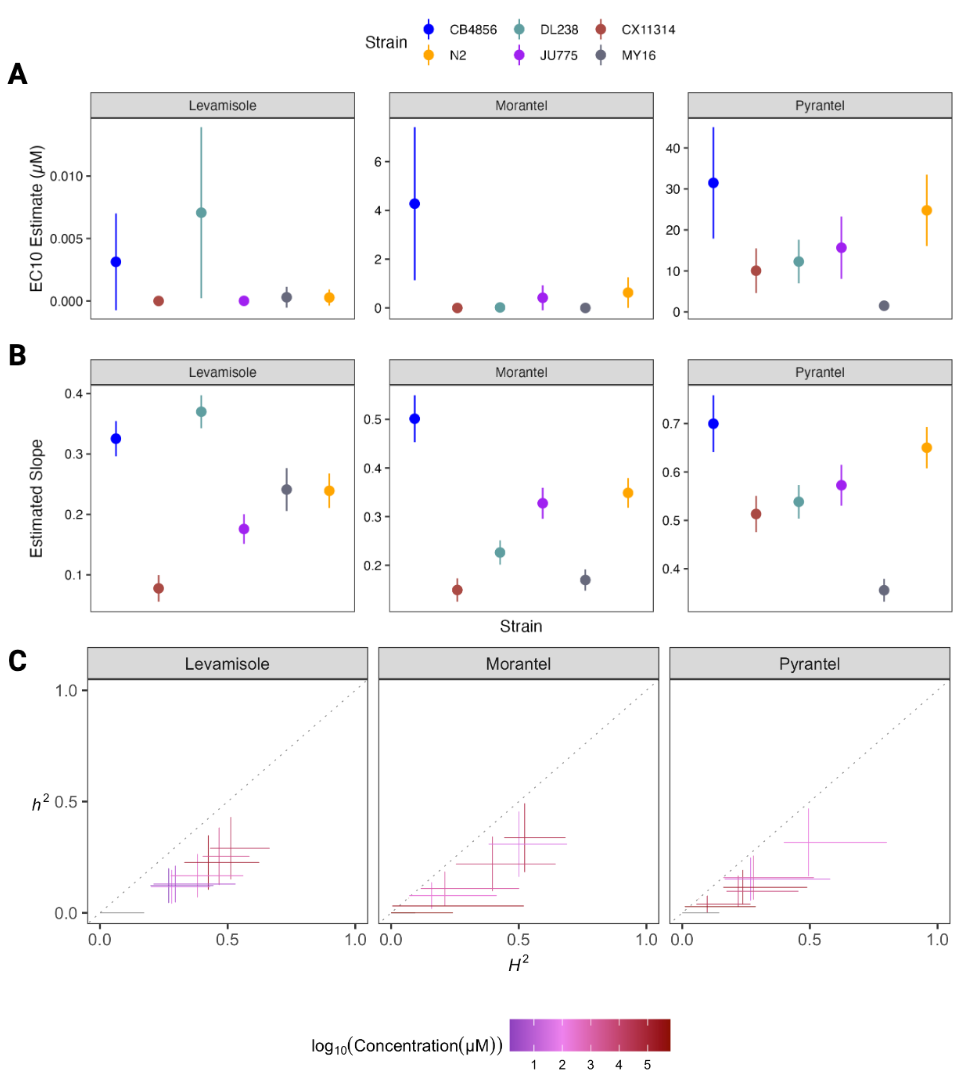 Strain
CB4856 DL238 CX11314
N2 JU775 MY16
A
Levamisole Morantel Pyrantel
EC10 Estimate (µM)
0.010
0.005
0.000
6
4
2
0
40
30
20
10
0
B
Levamisole Morantel Pyrantel
Estimated Slope
0.4
0.3
0.2
0.1
0.5
0.4
0.3
0.2
0.7
0.6
0.5
0.4
Strain
C
Levamisole Morantel Pyrantel
h²
1.0
0.5
0.0
0.0 0.5 1.0 0.0 0.5 1.0 0.0 0.5 1.0
H²
log₁₀(Concentration(µM))
1 2 3 4 5